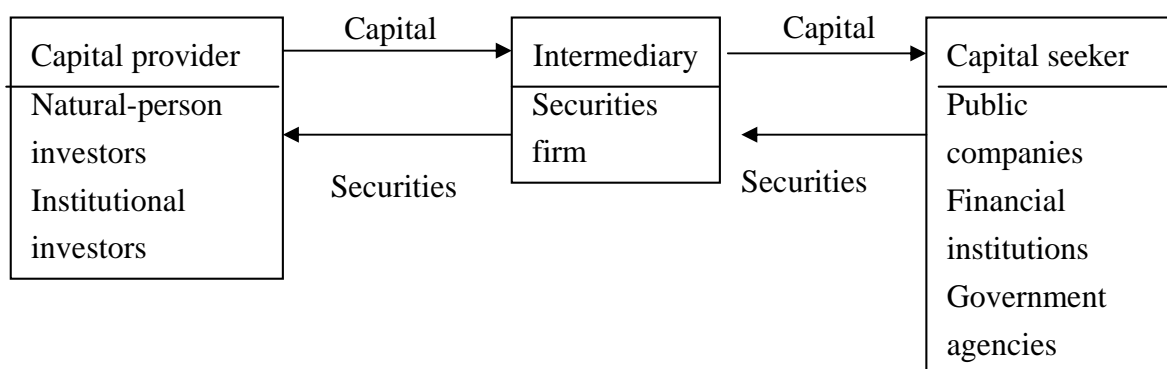 Capital provider
Natural-person
investors
Institutional
investors
Capital
Securities
Intermediary
Securities
firm
Capital
Securities
Capital seeker
Public
companies
Financial
institutions
Government
agencies